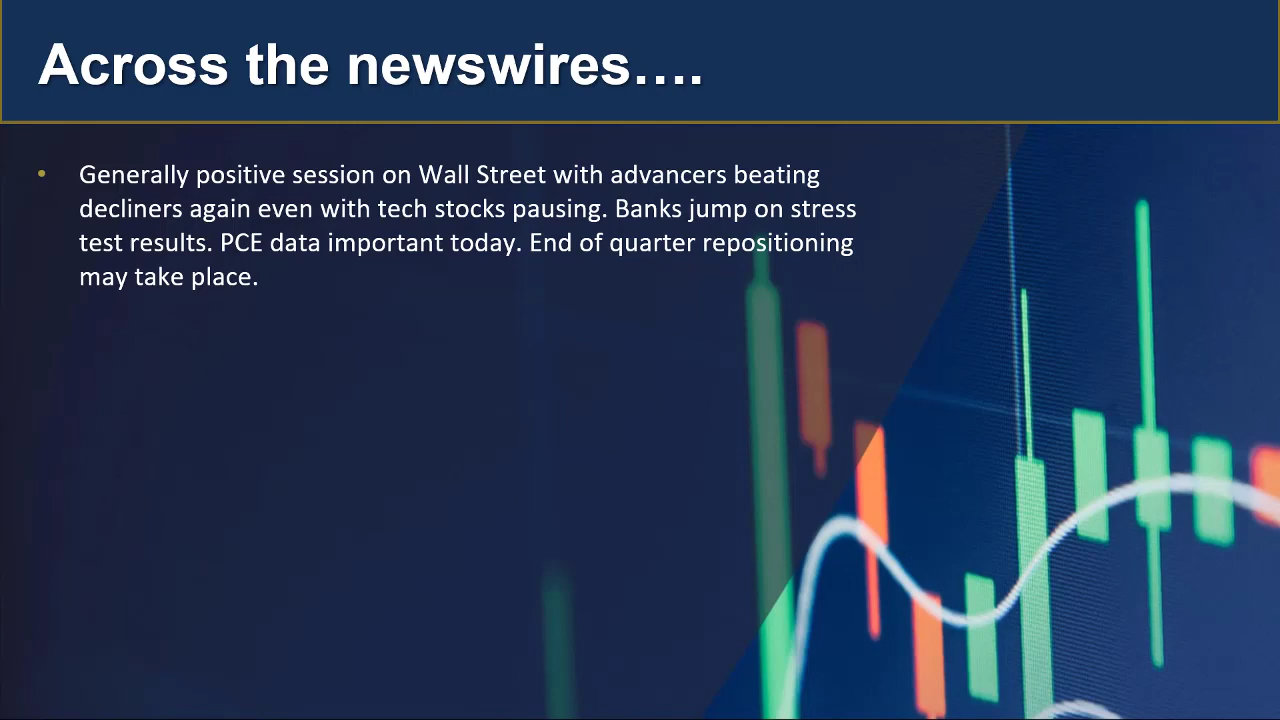 Across the newswires….
• Generally positive session on Wall Street with advancers beating
decliners again even with tech stocks pausing. Banks jump on stress
test results. PCE data important today. End of quarter repositioning
may take place.